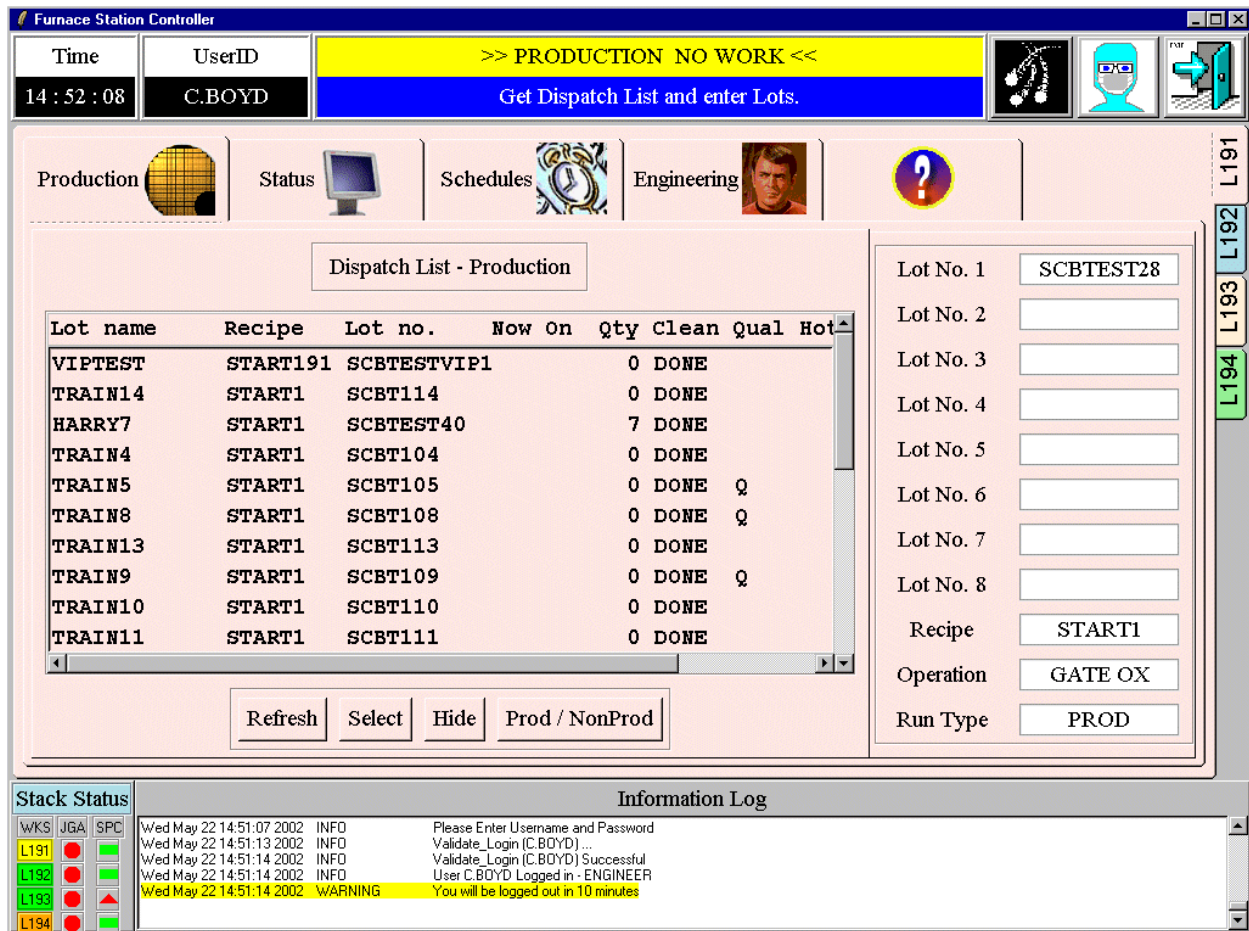 Furnace Station Controller
Time
UserID
>> PRODUCTION NO WORK <<
EXIT
14 : 52 : 08
C.BOYD
Get Dispatch List and enter Lots.
Production
Status
Schedules
Engineering
?
L191
L192
L193
L194
Dispatch List - Production
Lot name Recipe Lot no. Now On Qty Clean Qual Hot
VIPTEST START191 SCBTESTVIP1 0 DONE
TRAIN14 START1 SCBT114 0 DONE
HARRY7 START1 SCBTEST40 7 DONE
TRAIN4 START1 SCBT104 0 DONE
TRAIN5 START1 SCBT105 0 DONE Q
TRAIN8 START1 SCBT108 0 DONE Q
TRAIN13 START1 SCBT113 0 DONE
TRAIN9 START1 SCBT109 0 DONE Q
TRAIN10 START1 SCBT110 0 DONE
TRAIN11 START1 SCBT111 0 DONE
Refresh
Select
Hide
Prod / NonProd
Lot No. 1 SCBTEST28
Lot No. 2
Lot No. 3
Lot No. 4
Lot No. 5
Lot No. 6
Lot No. 7
Lot No. 8
Recipe START1
Operation GATE OX
Run Type PROD
Stack Status
WKS JGA SPC
L191
L192
L193
L194
Information Log
Wed May 22 14:51:07 2002 INFO Please Enter Username and Password
Wed May 22 14:51:13 2002 INFO Validate_Login (C.BOYD) ...
Wed May 22 14:51:14 2002 INFO Validate_Login (C.BOYD) Successful
Wed May 22 14:51:14 2002 INFO User C.BOYD Logged in - ENGINEER
Wed May 22 14:51:14 2002 WARNING You will be logged out in 10 minutes